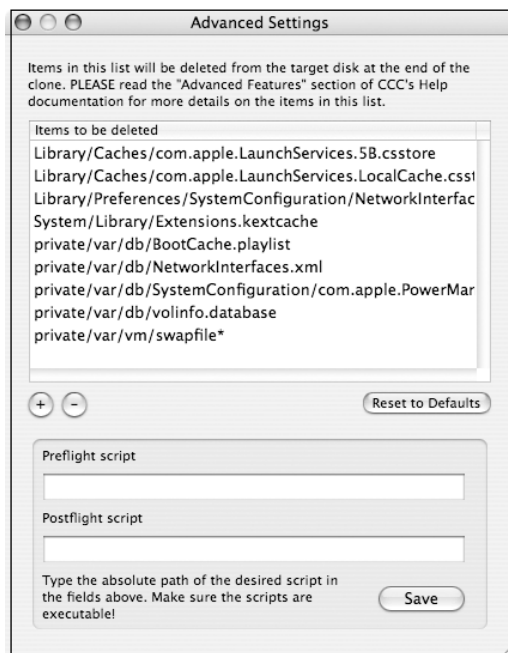 Advanced Settings
Items in this list will be deleted from the target disk at the end of the
clone. PLEASE read the "Advanced Features" section of CCC's Help
documentation for more details on the items in this list.
Items to be deleted
Library/Caches/com.apple.LaunchServices.5B.csstore
Library/Caches/com.apple.LaunchServices.LocalCache.csst
Library/Preferences/SystemConfiguration/NetworkInterfac
System/Library/Extensions.kextcache
private/var/db/BootCache.playlist
private/var/db/NetworkInterfaces.xml
private/var/db/SystemConfiguration/com.apple.PowerMar
private/var/db/volinfo.database
private/var/vm/swapfile*
+ -
Reset to Defaults
Preflight script
Postflight script
Type the absolute path of the desired script in
the fields above. Make sure the scripts are
executable!
Save